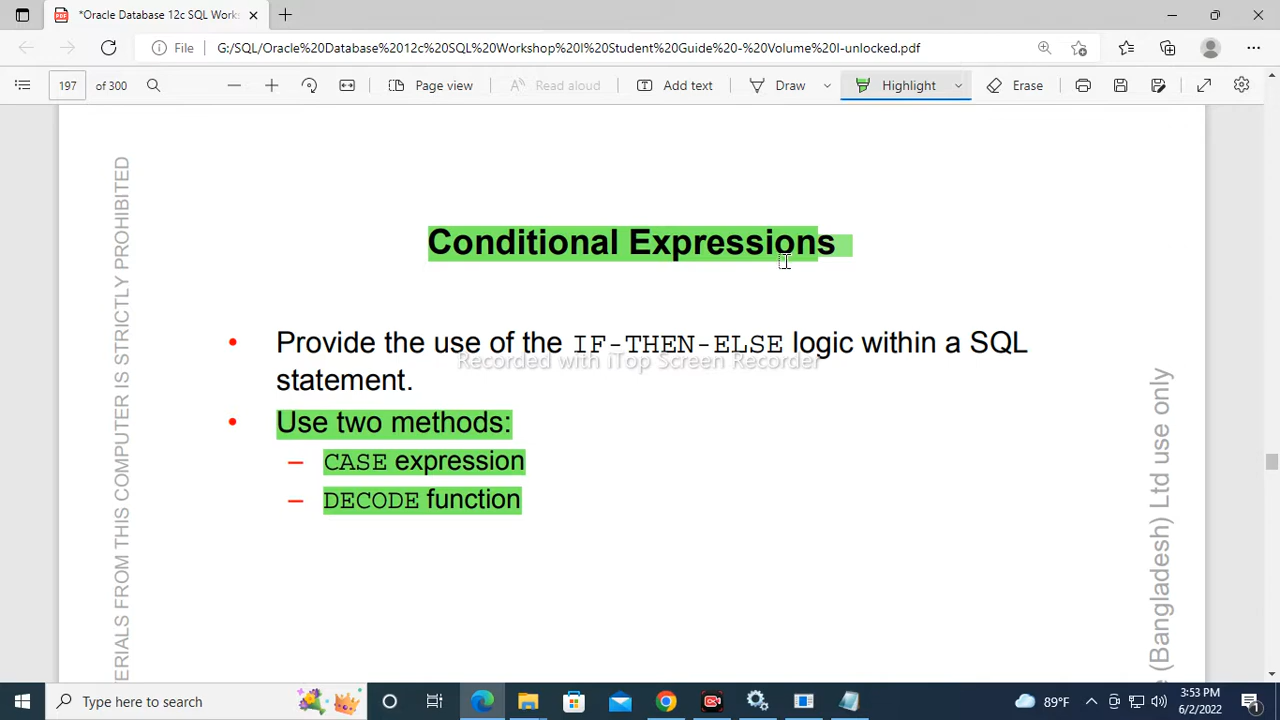 *Oracle Database 12c SQL Works
File
G:/SQL/Oracle%20Database%2012c%20SQL%20Workshop%20I%20Student%20Guide%20-%20Volume%20I-unlocked.pdf
197 of 300
Page view
Read aloud
Add text
Draw
Highlight
Erase
ERIALS FROM THIS COMPUTER IS STRICTLY PROHIBITED
Conditional Expressions
• Provide the use of the IF-THEN-ELSE logic within a SQL
statement.
Recorded with iTop Screen Recorder
• Use two methods:
– CASE expression
– DECODE function
(Bangladesh) Ltd use only
Type here to search
89°F
3:53 PM
6/2/2022
1